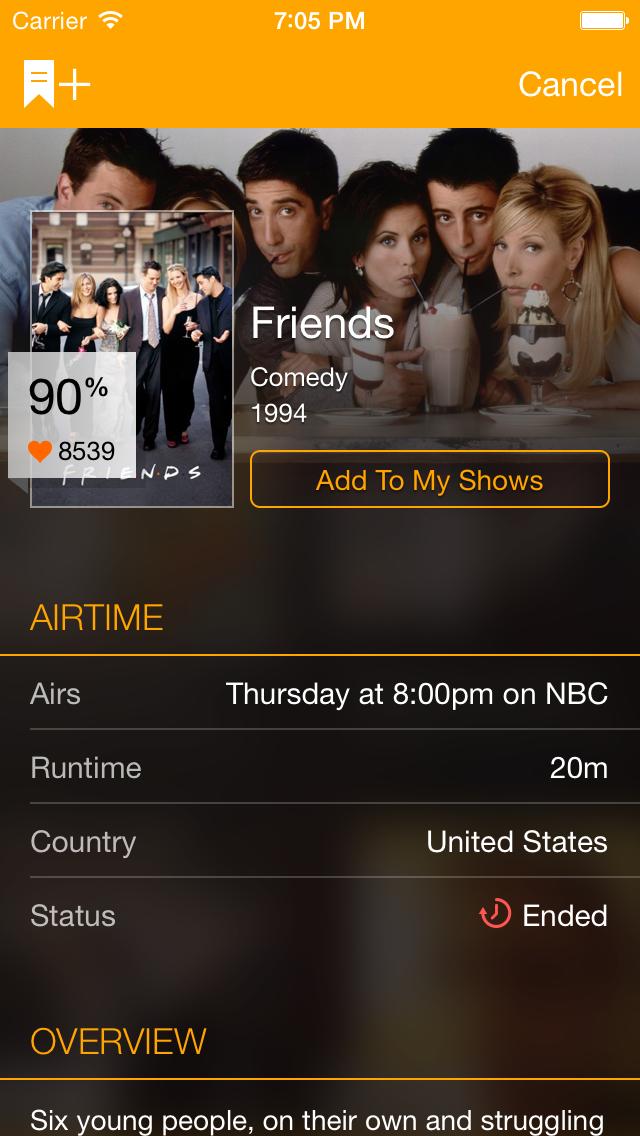 Carrier 7:05 PM
Cancel
Friends
Comedy
1994
90%
8539
FRIENDS
Add To My Shows
AIRTIME
Airs Thursday at 8:00pm on NBC
Runtime 20m
Country United States
Status Ended
OVERVIEW
Six young people, on their own and struggling